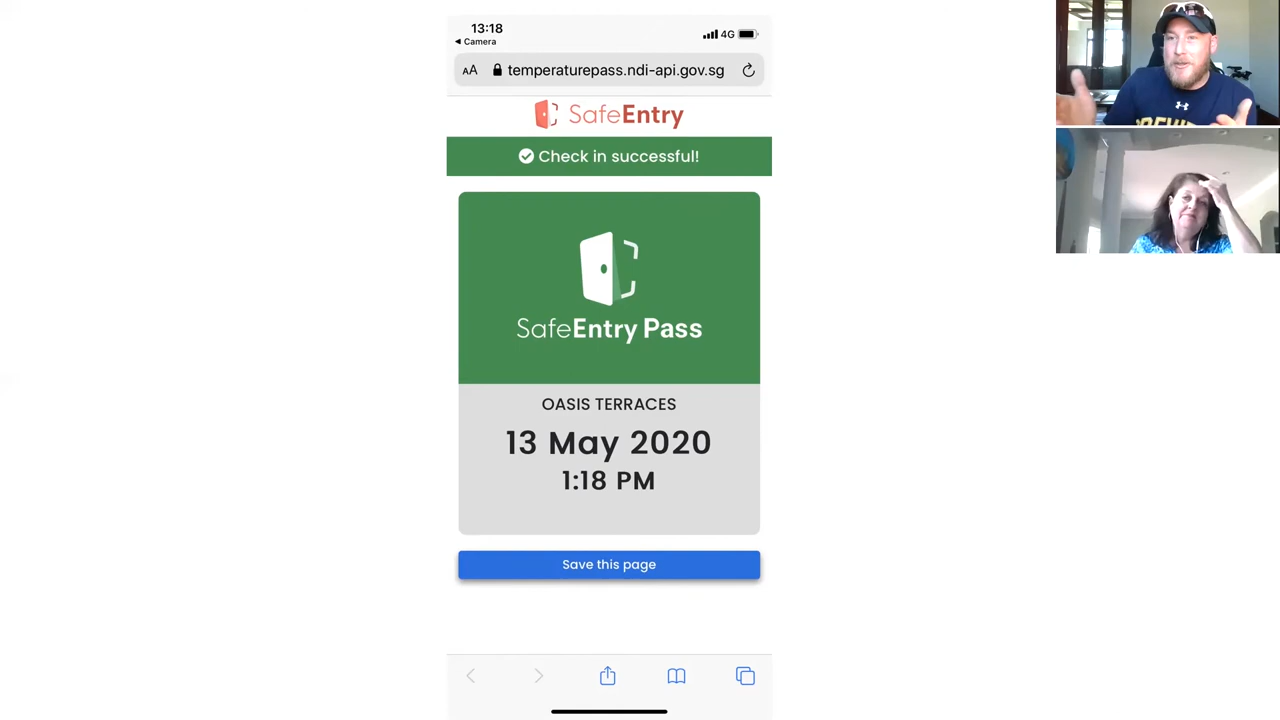 13:18
4G
Camera
AA temperaturepass.ndi-api.gov.sg
SafeEntry
Check in successful!
SafeEntry Pass
OASIS TERRACES
13 May 2020
1:18 PM
Save this page